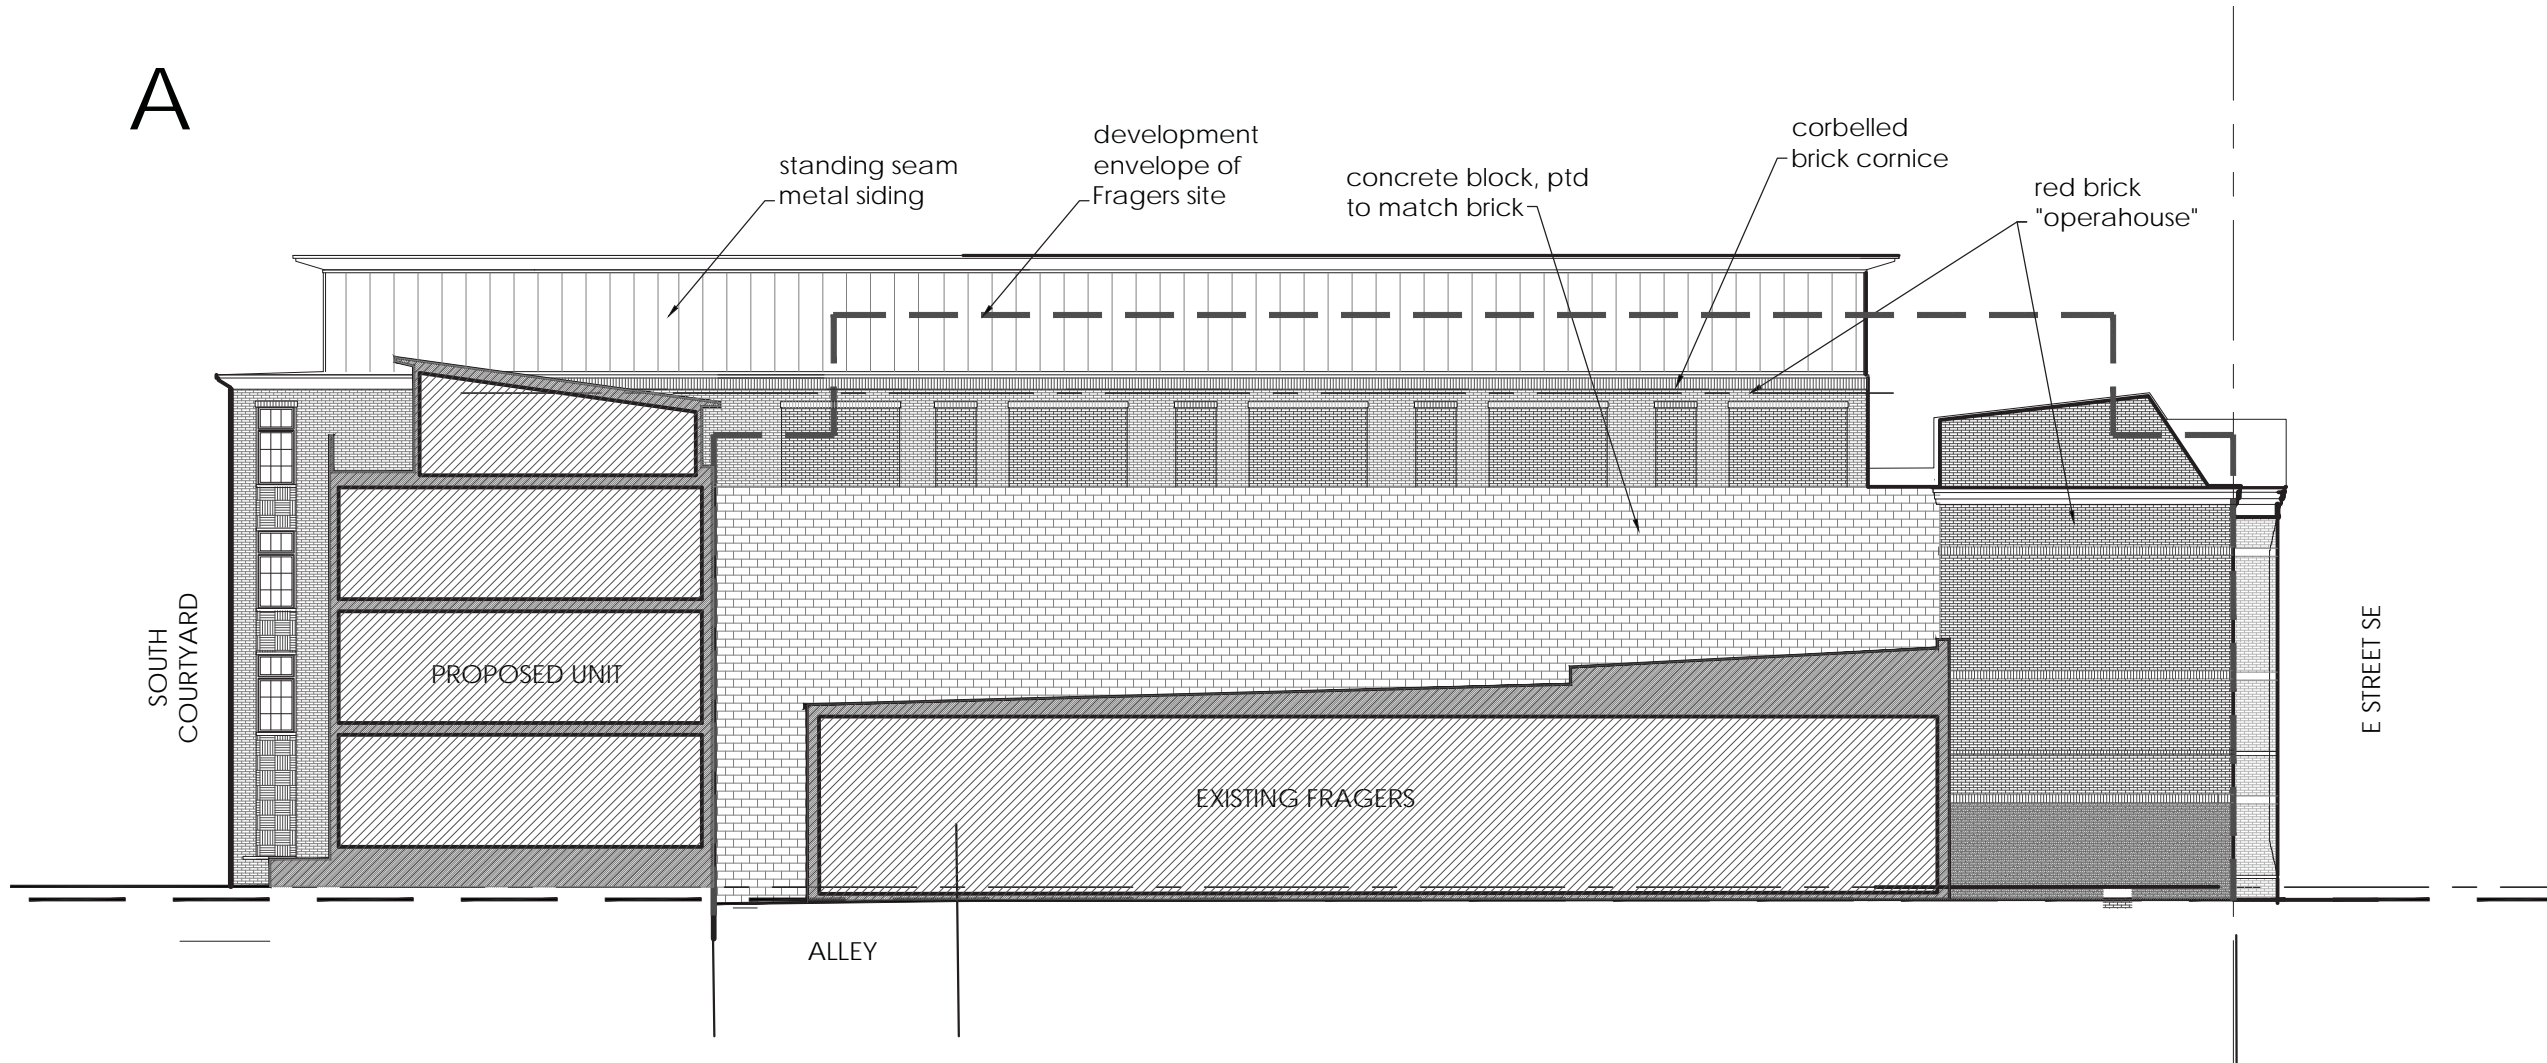 A
standing seam
metal siding
development
envelope of
Fragers site
concrete block, ptd
to match brick
corbelled
brick cornice
red brick
"operahouse"
SOUTH
COURTYARD
PROPOSED UNIT
EXISTING FRAGERS
E STREET SE
ALLEY